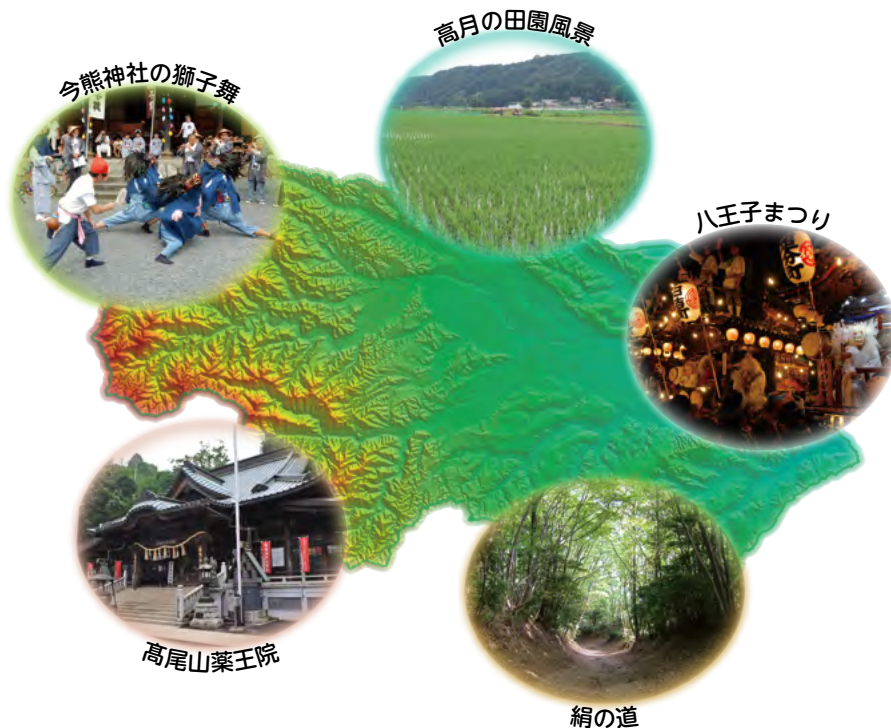 高月の田園風景
今熊神社の獅子舞
八王子まつり
髙尾山薬王院
絹の道